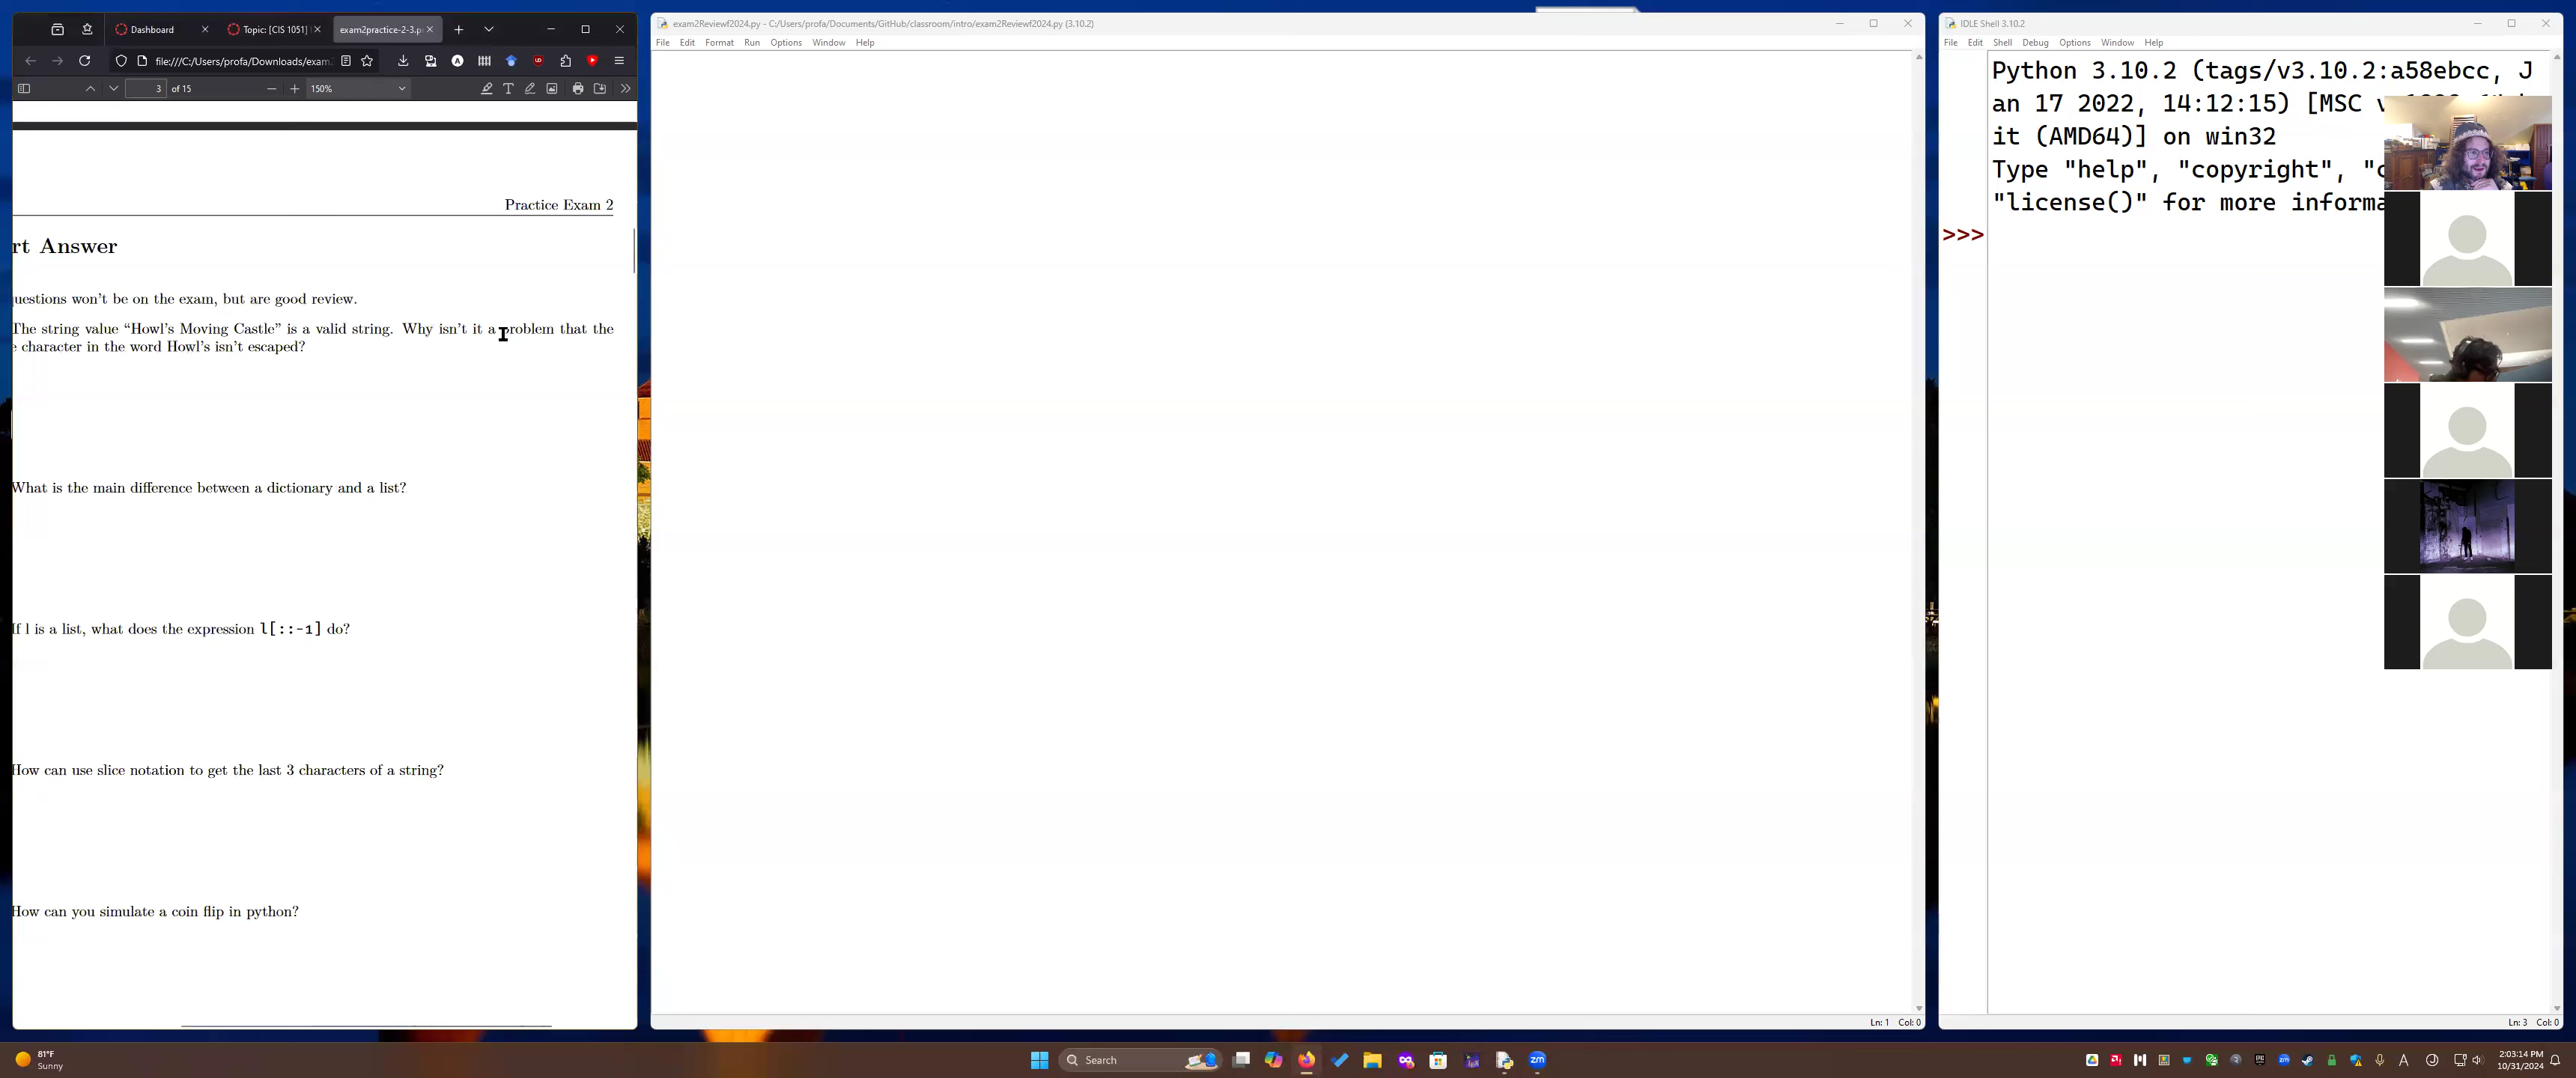 Dashboard
Topic: [CIS 1051]
exam2practice-2-3.p
file:///C:/Users/profa/Downloads/exam
3 of 15
150%
Practice Exam 2
rt Answer
uestions won't be on the exam, but are good review.
The string value “Howl's Moving Castle” is a valid string. Why isn't it a problem that the
e character in the word Howl's isn't escaped?
What is the main difference between a dictionary and a list?
If l is a list, what does the expression l[::-1] do?
How can use slice notation to get the last 3 characters of a string?
How can you simulate a coin flip in python?
exam2Reviewf2024.py - C:/Users/profa/Documents/GitHub/classroom/intro/exam2Reviewf2024.py (3.10.2)
File Edit Format Run Options Window Help
Ln: 1 Col: 0
IDLE Shell 3.10.2
File Edit Shell Debug Options Window Help
Python 3.10.2 (tags/v3.10.2:a58ebcc, J
an 17 2022, 14:12:15) [MSC
it (AMD64)] on win32
Type "help", "copyright", "c
"license()" for more informa
>>>
Ln: 3 Col: 0
81°F
Sunny
Search
2:03:14 PM
10/31/2024